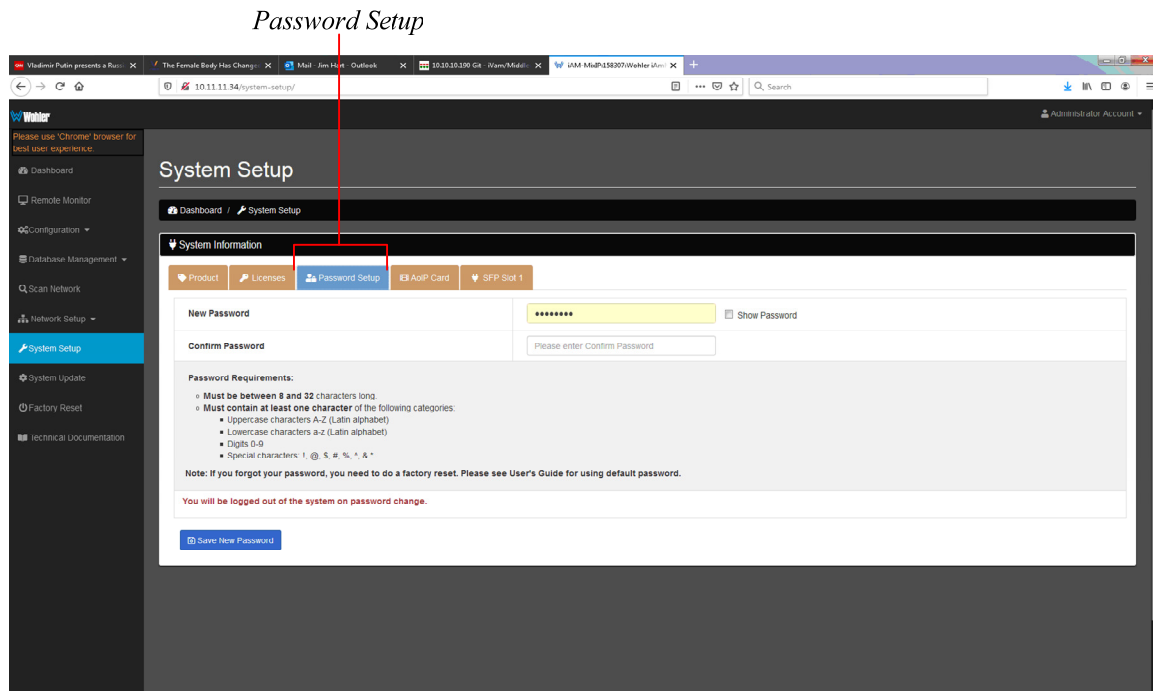 Password Setup
Vladimir Putin presents a Russi
The Female Body Has Change
Mail - Jim Hart - Outlook
10.10.10.190 Git - iVam/Middle
iAM-MixIP\158307\Wohler iAM
10.11.11.34/system-setup/
Search
Wohler
Administrator Account
Please use 'Chrome' browser for
best user experience.
Dashboard
Remote Monitor
Configuration
Database Management
Scan Network
Network Setup
System Setup
System Update
Factory Reset
Technical Documentation
System Setup
Dashboard / System Setup
System Information
Product
Licenses
Password Setup
AoIP Card
SFP Slot 1
New Password
Show Password
Confirm Password
Please enter Confirm Password
Password Requirements:
Must be between 8 and 32 characters long.
Must contain at least one character of the following categories:
Uppercase characters A-Z (Latin alphabet)
Lowercase characters a-z (Latin alphabet)
Digits 0-9
Special characters: !, @, $, #, %, ^, & *
Note: If you forgot your password, you need to do a factory reset. Please see User's Guide for using default password.
You will be logged out of the system on password change.
Save New Password